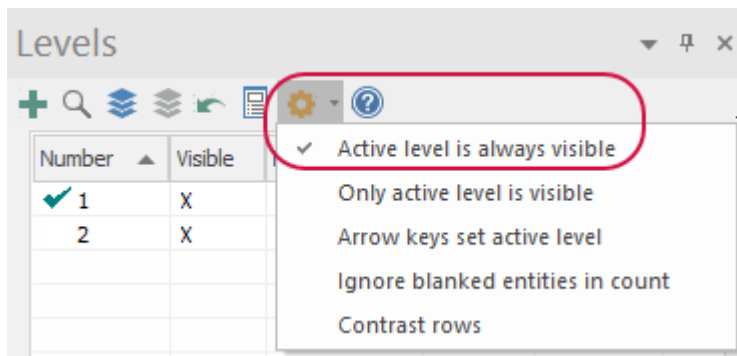 Levels
Number Visible
Active level is always visible
1 X
Only active level is visible
2 X
Arrow keys set active level
Ignore blanked entities in count
Contrast rows